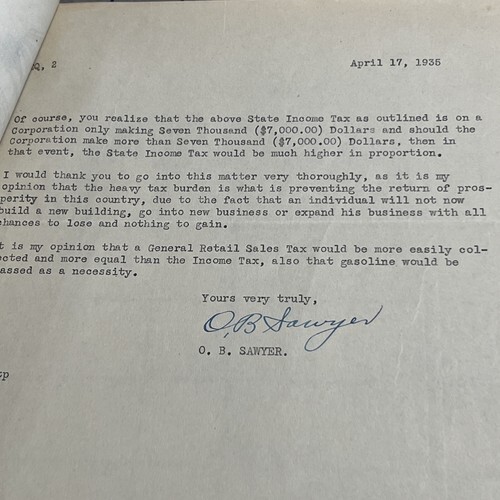 Q, 2
April 17, 1935
Of course, you realize that the above State Income Tax as outlined is on a
Corporation only making Seven Thousand ($7,000.00) Dollars and should the
Corporation make more than Seven Thousand ($7,000.00) Dollars, then in
that event, the State Income Tax would be much higher in proportion.
I would thank you to go into this matter very thoroughly, as it is my
opinion that the heavy tax burden is what is preventing the return of pros-
perity in this country, due to the fact that an individual will not now
build a new building, go into new business or expand his business with all
chances to lose and nothing to gain.
t is my opinion that a General Retail Sales Tax would be more easily col-
ected and more equal than the Income Tax, also that gasoline would be
assed as a necessity.
Yours very truly,
O.B Sawyer
O. B. SAWYER.